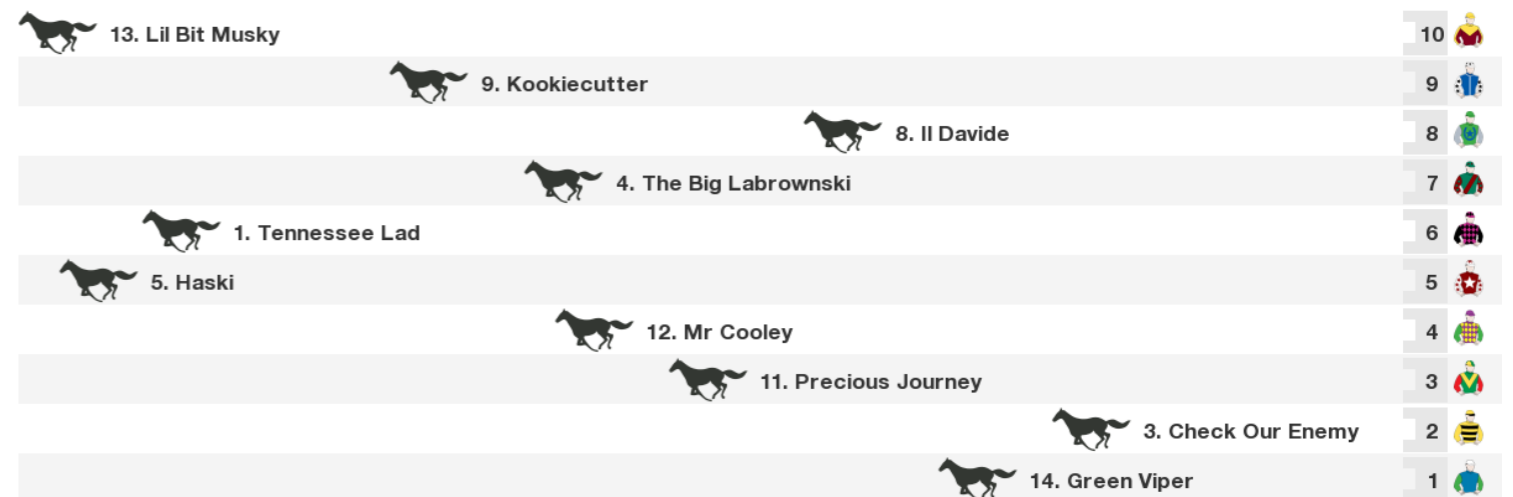 13. Lil Bit Musky 10
9. Kookiecutter 9
8. Il Davide 8
4. The Big Labrownski 7
1. Tennessee Lad 6
5. Haski 5
12. Mr Cooley 4
11. Precious Journey 3
3. Check Our Enemy 2
14. Green Viper 1